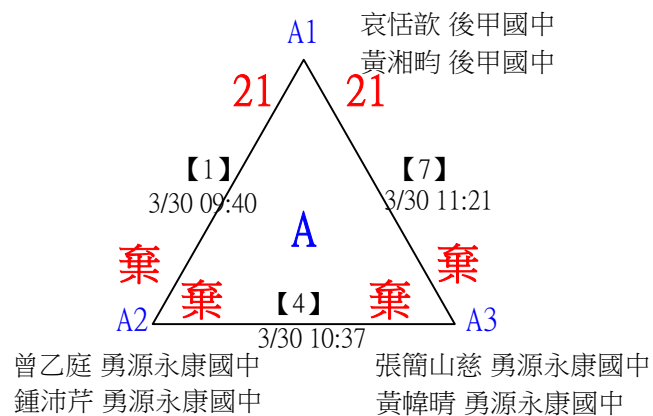 A1
哀恬歆 後甲國中
黃湘畇 後甲國中
21
21
【1】
3/30 09:40
【7】
3/30 11:21
A
棄
棄
棄
棄
A2
【4】
A3
3/30 10:37
曾乙庭 勇源永康國中
鍾沛芹 勇源永康國中
張簡山慈 勇源永康國中
黃幃晴 勇源永康國中